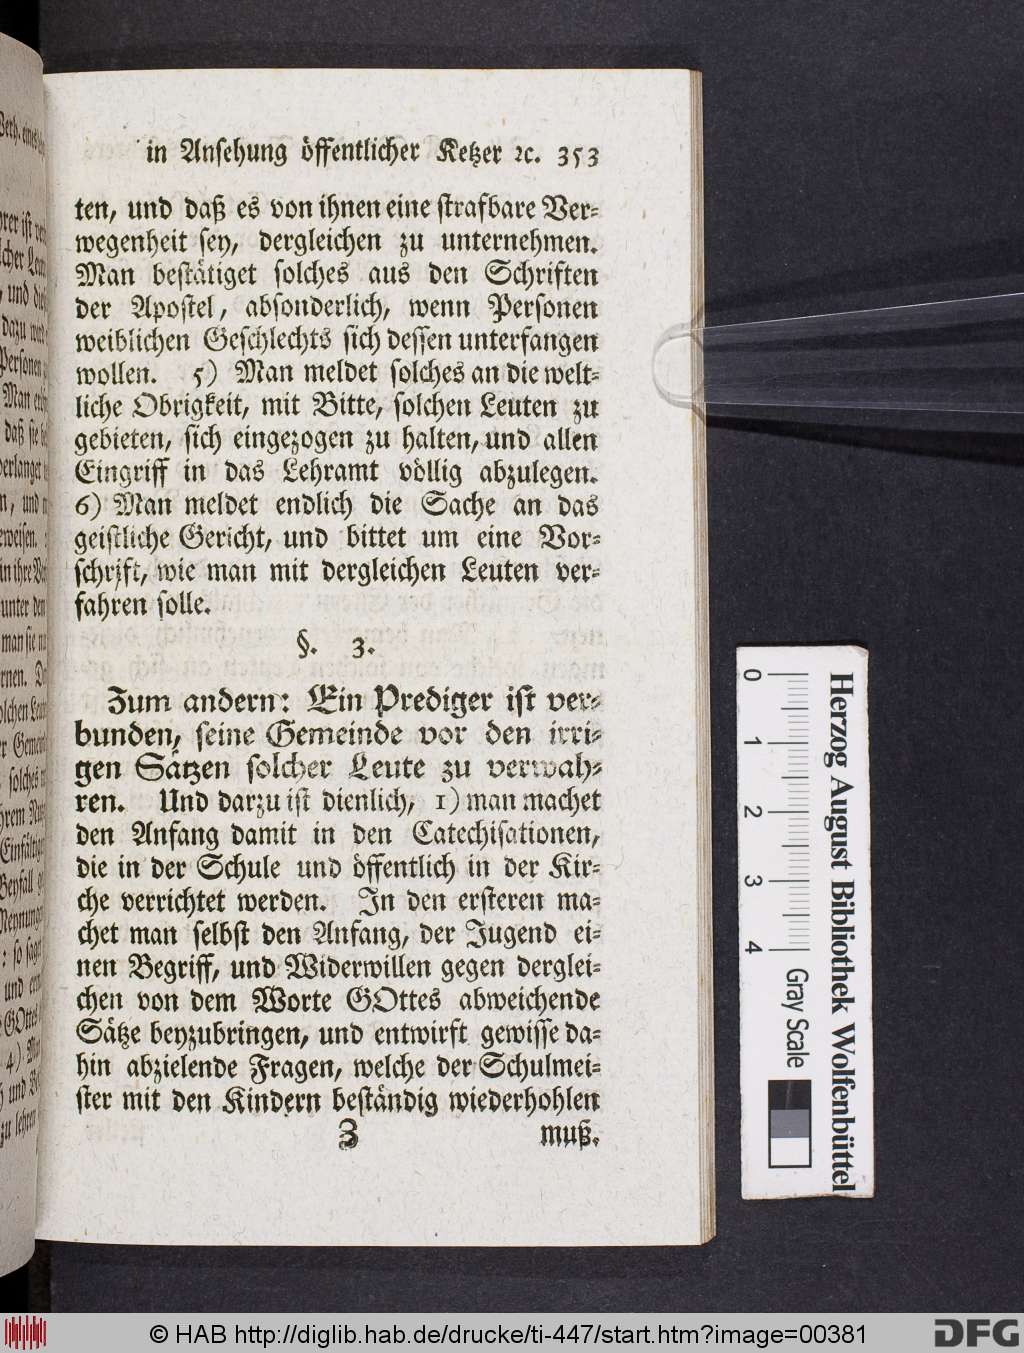 in Ansehung öffentlicher Ketzer ꝛc. 353
ten, und daß es von ihnen eine strafbare Ver=
wegenheit sey, dergleichen zu unternehmen.
Man bestätiget solches aus den Schriften
der Apostel, absonderlich, wenn Personen
weiblichen Geschlechts sich dessen unterfangen
wollen. 5) Man meldet solches an die welt=
liche Obrigkeit, mit Bitte, solchen Leuten zu
gebieten, sich eingezogen zu halten, und allen
Eingriff in das Lehramt völlig abzulegen.
6) Man meldet endlich die Sache an das
geistliche Gericht, und bittet um eine Vor=
schrift, wie man mit dergleichen Leuten ver=
fahren solle.
§. 3.
Zum andern: Ein Prediger ist ver=
bunden, seine Gemeinde vor den irri=
gen Sätzen solcher Leute zu verwah=
ren. Und darzu ist dienlich, 1) man machet
den Anfang damit in den Catechisationen,
die in der Schule und öffentlich in der Kir=
che verrichtet werden. In den ersteren ma=
chet man selbst den Anfang, der Jugend ei=
nen Begriff, und Widerwillen gegen derglei=
chen von dem Worte GOttes abweichende
Sätze beyzubringen, und entwirft gewisse da=
hin abzielende Fragen, welche der Schulmei=
ster mit den Kindern beständig wiederhohlen
Z muß.
Herzog August Bibliothek Wolfenbüttel
0 1 2 3 4 Gray Scale
© HAB http://diglib.hab.de/drucke/ti-447/start.htm?image=00381
DFG